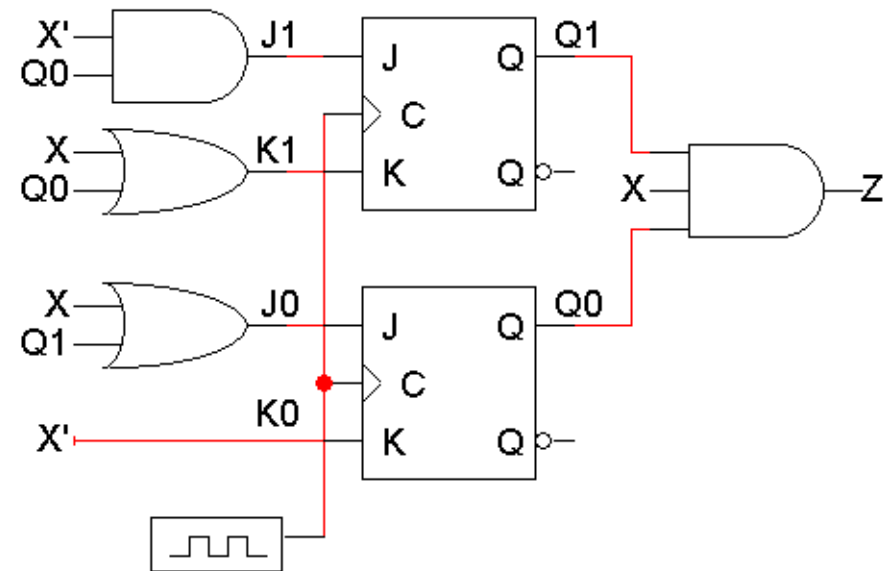 X' J1 J Q Q1
Q0
C
X K1 K Q X Z
Q0
X J0 J Q Q0
Q1
C
X' K0 K Q